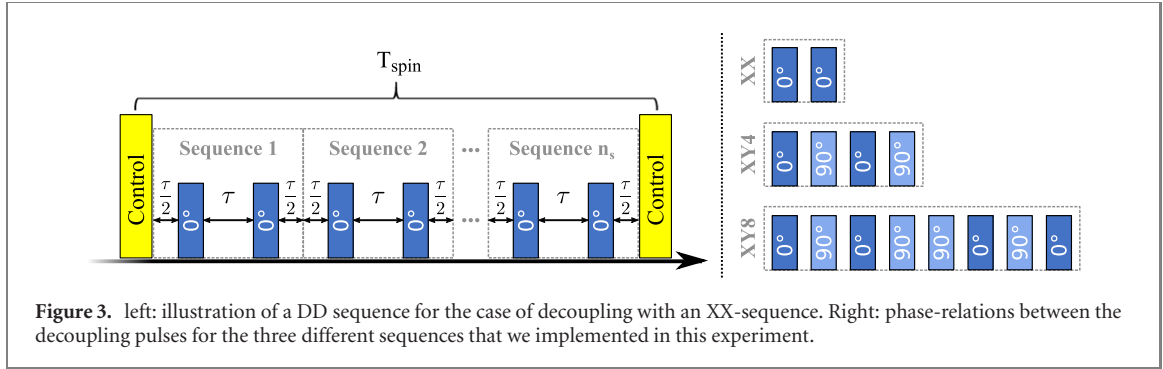 T_spin
Control
Sequence 1
Sequence 2
...
Sequence n_s
Control
τ/2
0°
τ
0°
τ/2
τ/2
0°
τ
0°
τ/2
...
τ/2
0°
τ
0°
τ/2
XX
0° 0°
XY4
0° 90° 0° 90°
XY8
0° 90° 0° 90° 90° 0° 90° 0°
Figure 3. left: illustration of a DD sequence for the case of decoupling with an XX-sequence. Right: phase-relations between the
decoupling pulses for the three different sequences that we implemented in this experiment.